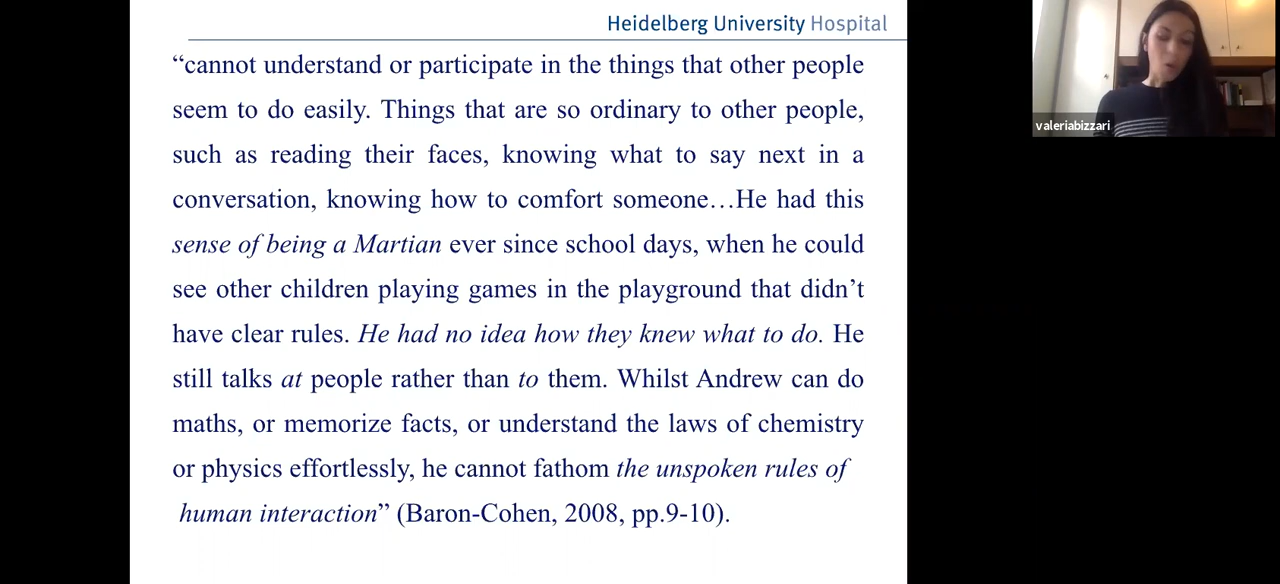 Heidelberg University Hospital
“cannot understand or participate in the things that other people
seem to do easily. Things that are so ordinary to other people,
such as reading their faces, knowing what to say next in a
conversation, knowing how to comfort someone…He had this
sense of being a Martian ever since school days, when he could
see other children playing games in the playground that didn’t
have clear rules. He had no idea how they knew what to do. He
still talks at people rather than to them. Whilst Andrew can do
maths, or memorize facts, or understand the laws of chemistry
or physics effortlessly, he cannot fathom the unspoken rules of
human interaction” (Baron-Cohen, 2008, pp.9-10).
valeriabizzari